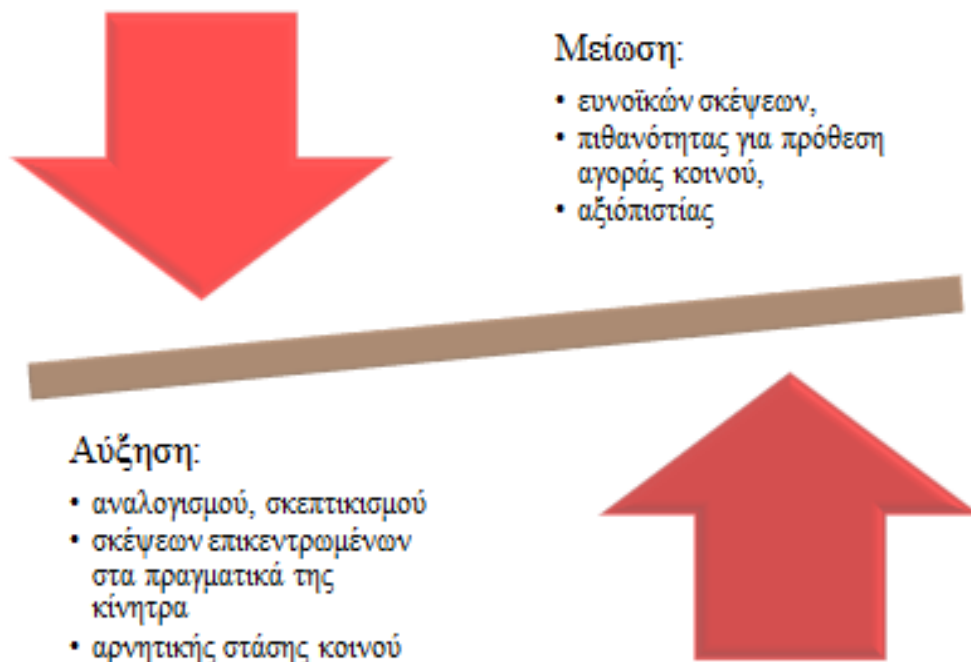 Μείωση:
• ευνοϊκών σκέψεων,
• πιθανότητας για πρόθεση
αγοράς κοινού,
• αξιόπιστίας
Αύξηση:
• αναλογισμού, σκεπτικισμού
• σκέψεων επικεντρωμένων
στα πραγματικά της
κίνητρα
• αρνητικής στάσης κοινού